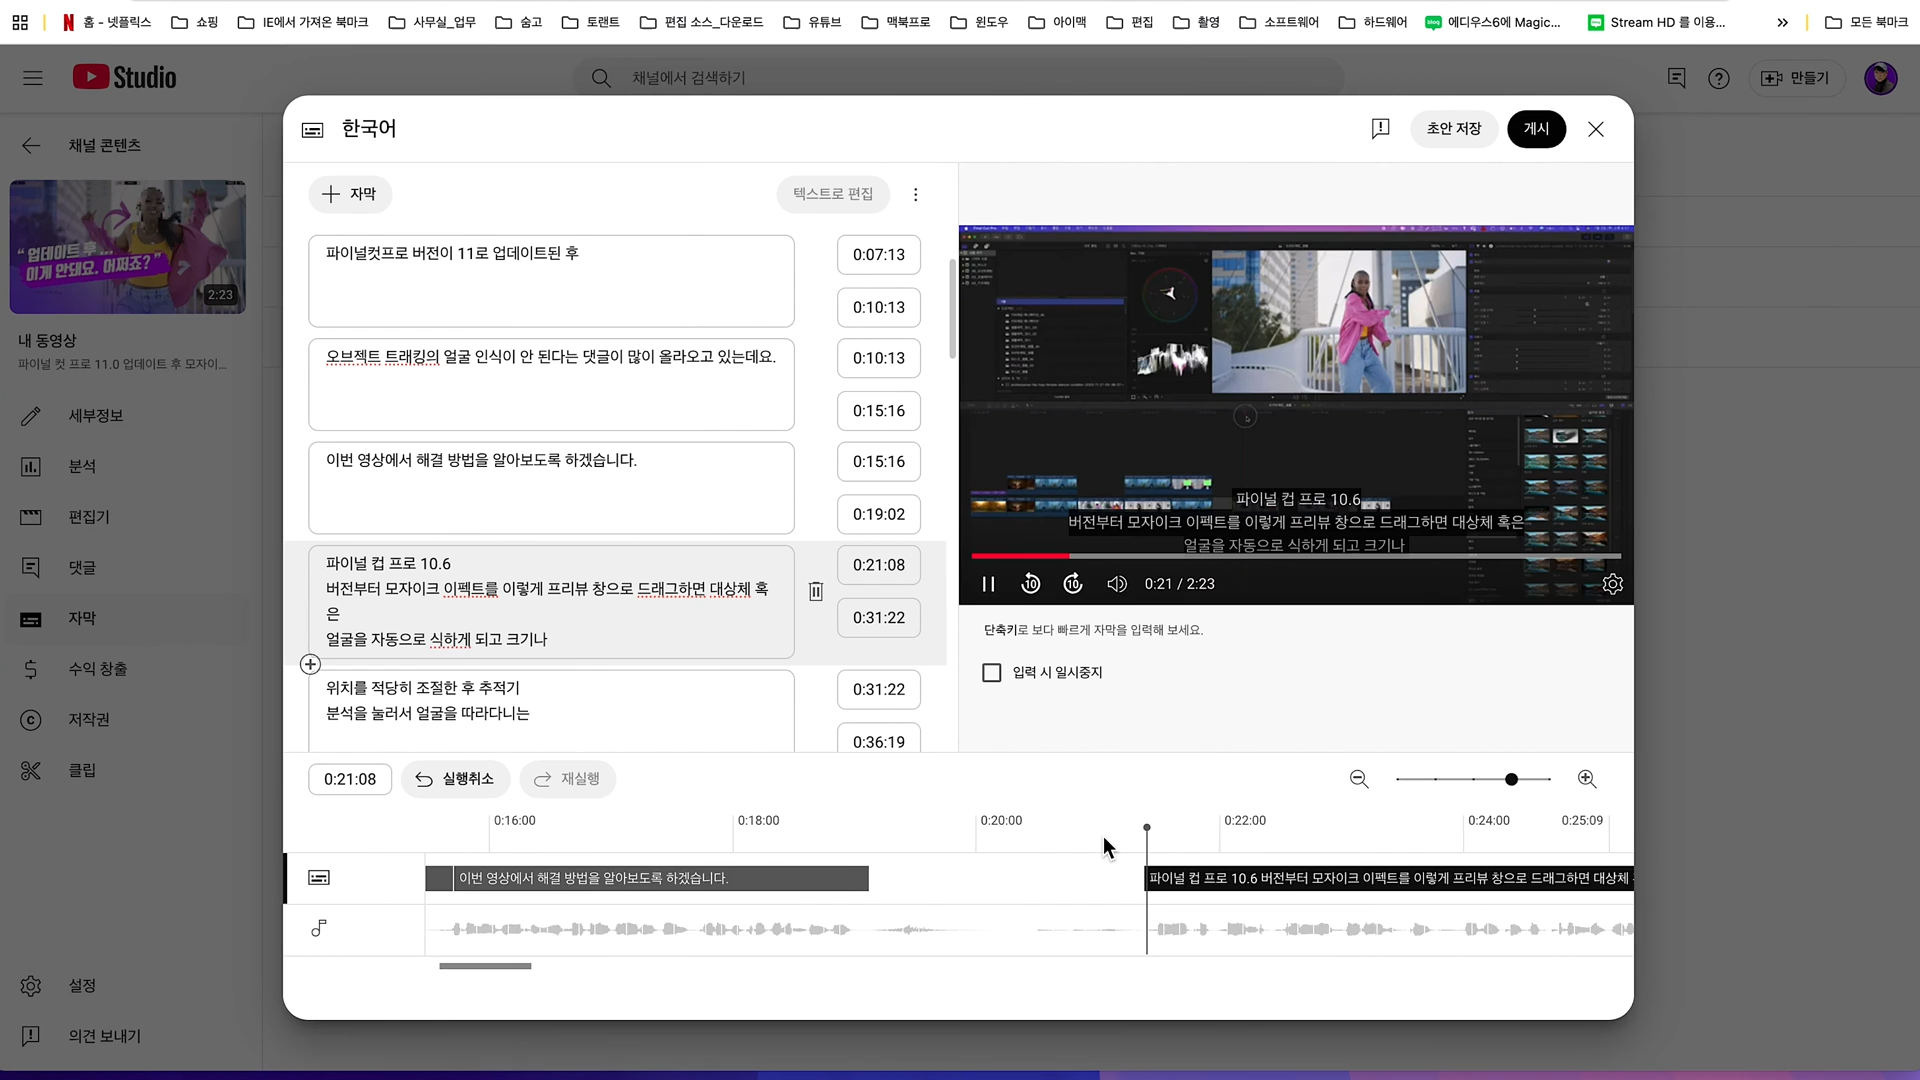 홈 - 넷플릭스
쇼핑
IE에서 가져온 북마크
사무실_업무
숨고
토랜트
편집 소스_다운로드
유튜브
맥북프로
윈도우
아이맥
편집
촬영
소프트웨어
하드웨어
에디우스6에 Magic...
Stream HD 를 이용...
모든 북마크
Studio
채널에서 검색하기
만들기
채널 콘텐츠
한국어
초안 저장
게시
자막
텍스트로 편집
“ 업데이트 후...
이게 안돼요. 어쩌죠? ”
2:23
내 동영상
파이널 컷 프로 11.0 업데이트 후 모자이...
세부정보
분석
편집기
댓글
자막
수익 창출
저작권
클립
설정
의견 보내기
파이널컷프로 버전이 11로 업데이트된 후
0:07:13
0:10:13
오브젝트 트래킹의 얼굴 인식이 안 된다는 댓글이 많이 올라오고 있는데요.
0:10:13
0:15:16
이번 영상에서 해결 방법을 알아보도록 하겠습니다.
0:15:16
0:19:02
파이널 컵 프로 10.6
버전부터 모자이크 이펙트를 이렇게 프리뷰 창으로 드래그하면 대상체 혹
은
얼굴을 자동으로 식하게 되고 크기나
0:21:08
0:31:22
위치를 적당히 조절한 후 추적기
분석을 눌러서 얼굴을 따라다니는
0:31:22
0:36:19
파이널 컵 프로 10.6
버전부터 모자이크 이펙트를 이렇게 프리뷰 창으로 드래그하면 대상체 혹은
얼굴을 자동으로 식하게 되고 크기나
0:21 / 2:23
단축키로 보다 빠르게 자막을 입력해 보세요.
입력 시 일시중지
0:21:08
실행취소
재실행
0:16:00
0:18:00
0:20:00
0:22:00
0:24:00
0:25:09
이번 영상에서 해결 방법을 알아보도록 하겠습니다.
파이널 컵 프로 10.6 버전부터 모자이크 이펙트를 이렇게 프리뷰 창으로 드래그하면 대상체